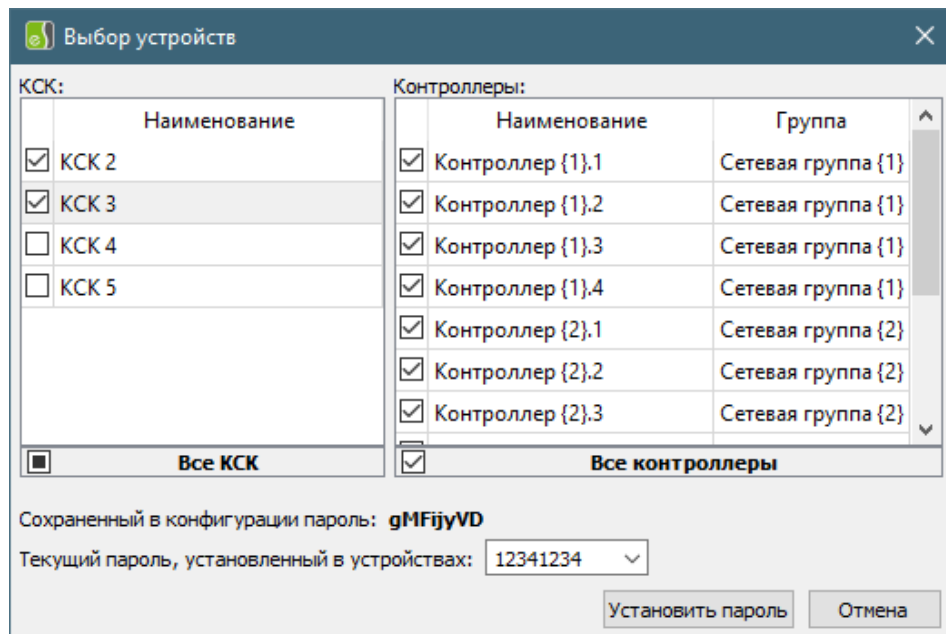 Выбор устройств
КСК:
Контроллеры:
Наименование
Наименование Группа
КСК 2
КСК 3
КСК 4
КСК 5
Контроллер {1}.1 Сетевая группа {1}
Контроллер {1}.2 Сетевая группа {1}
Контроллер {1}.3 Сетевая группа {1}
Контроллер {1}.4 Сетевая группа {1}
Контроллер {2}.1 Сетевая группа {2}
Контроллер {2}.2 Сетевая группа {2}
Контроллер {2}.3 Сетевая группа {2}
Все КСК
Все контроллеры
Сохраненный в конфигурации пароль: gMFijyVD
Текущий пароль, установленный в устройствах: 12341234
Установить пароль Отмена